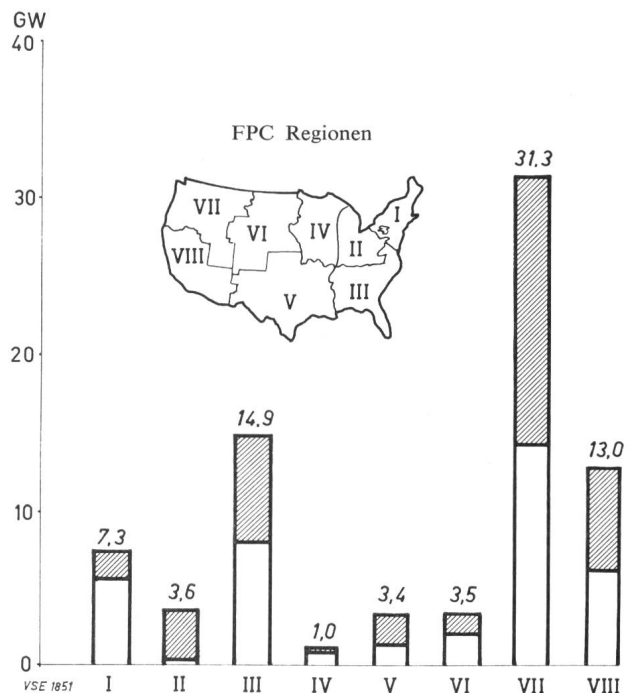 GW
40
30
20
10
0
FPC Regionen
VII
VI
IV
I
VIII
II
V
III
7,3
3,6
14,9
1,0
3,4
3,5
31,3
13,0
VSE 1851 I II III IV V VI VII VIII